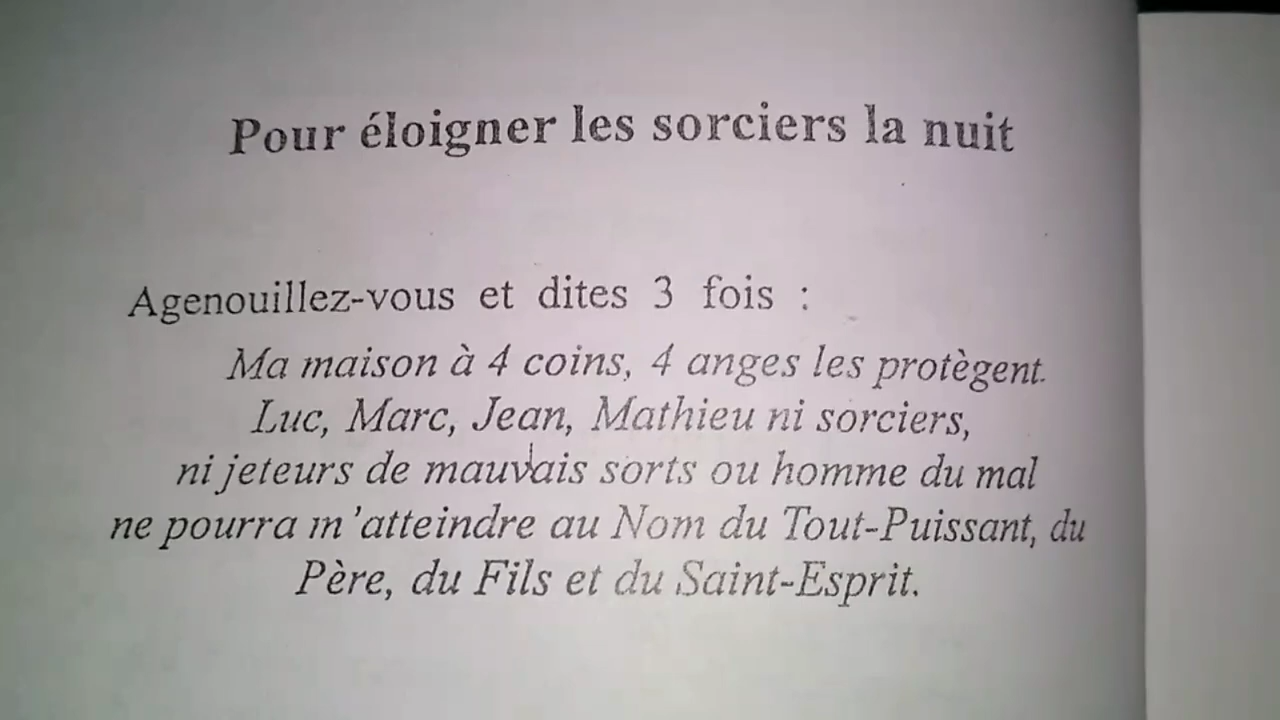 Pour éloigner les sorciers la nuit
Agenouillez-vous et dites 3 fois :
Ma maison à 4 coins, 4 anges les protègent.
Luc, Marc, Jean, Mathieu ni sorciers,
ni jeteurs de mauvais sorts ou homme du mal
ne pourra m'atteindre au Nom du Tout-Puissant, du
Père, du Fils et du Saint-Esprit.